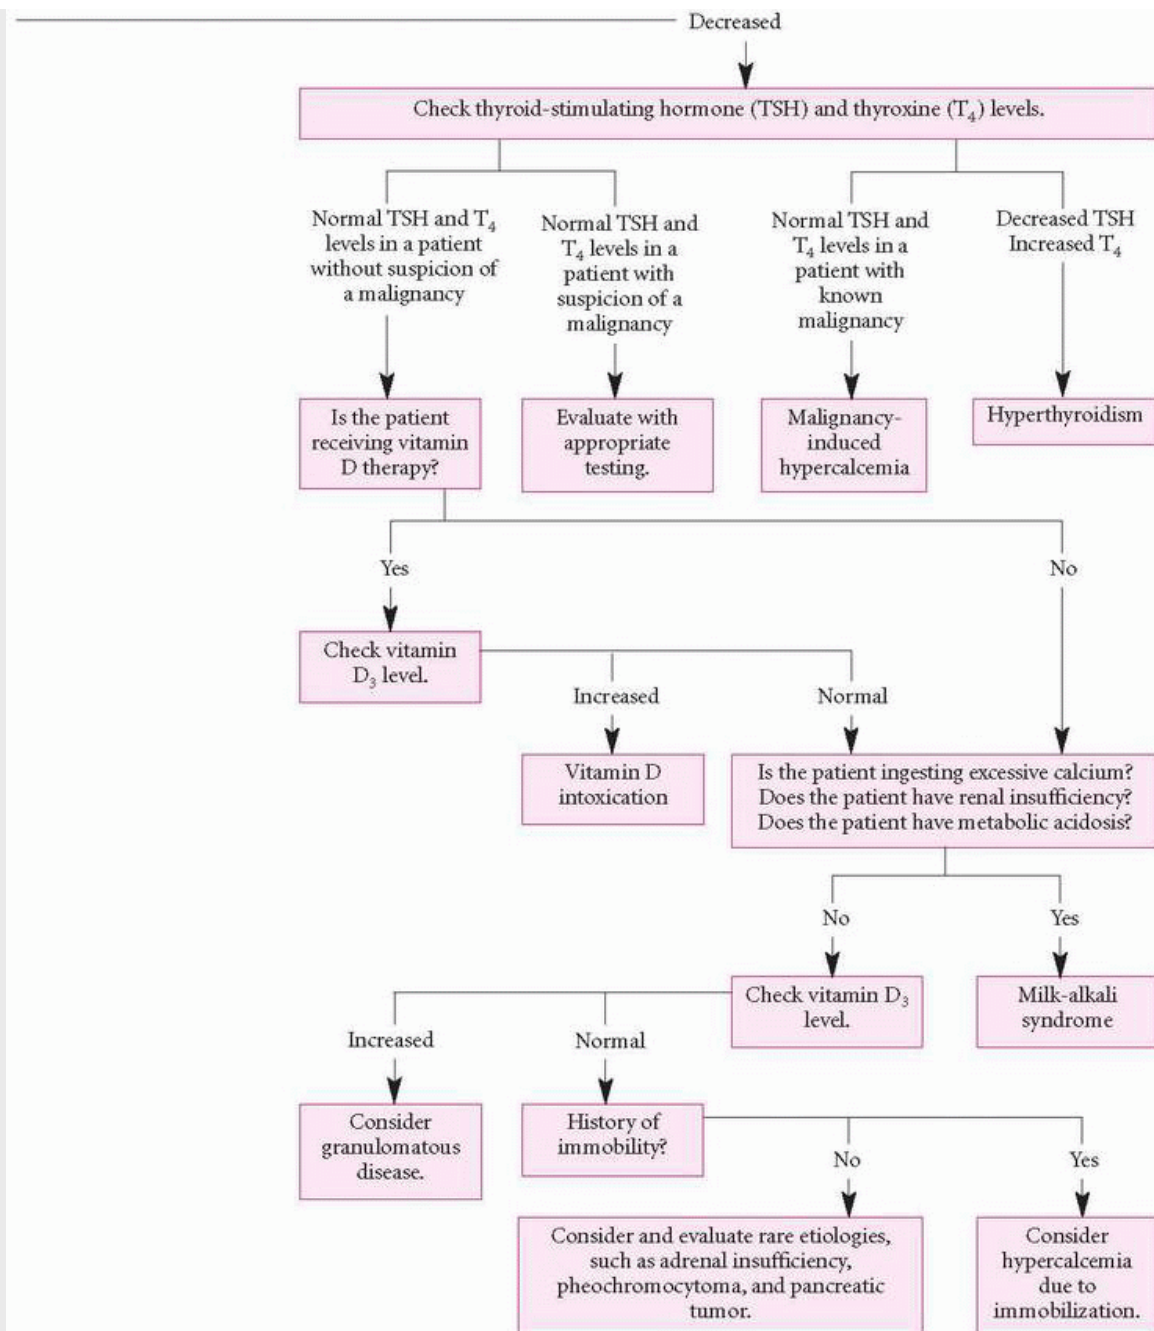 Decreased
Check thyroid-stimulating hormone (TSH) and thyroxine (T₄) levels.
Normal TSH and T₄
levels in a patient
without suspicion of
a malignancy
Normal TSH and
T₄ levels in a
patient with
suspicion of a
malignancy
Normal TSH and
T₄ levels in a
patient with
known
malignancy
Decreased TSH
Increased T₄
Is the patient
receiving vitamin
D therapy?
Evaluate with
appropriate
testing.
Malignancy-
induced
hypercalcemia
Hyperthyroidism
Yes
No
Check vitamin
D₃ level.
Increased
Normal
Vitamin D
intoxication
Is the patient ingesting excessive calcium?
Does the patient have renal insufficiency?
Does the patient have metabolic acidosis?
No
Yes
Check vitamin D₃
level.
Milk-alkali
syndrome
Increased
Normal
Consider
granulomatous
disease.
History of
immobility?
No
Yes
Consider and evaluate rare etiologies,
such as adrenal insufficiency,
pheochromocytoma, and pancreatic
tumor.
Consider
hypercalcemia
due to
immobilization.